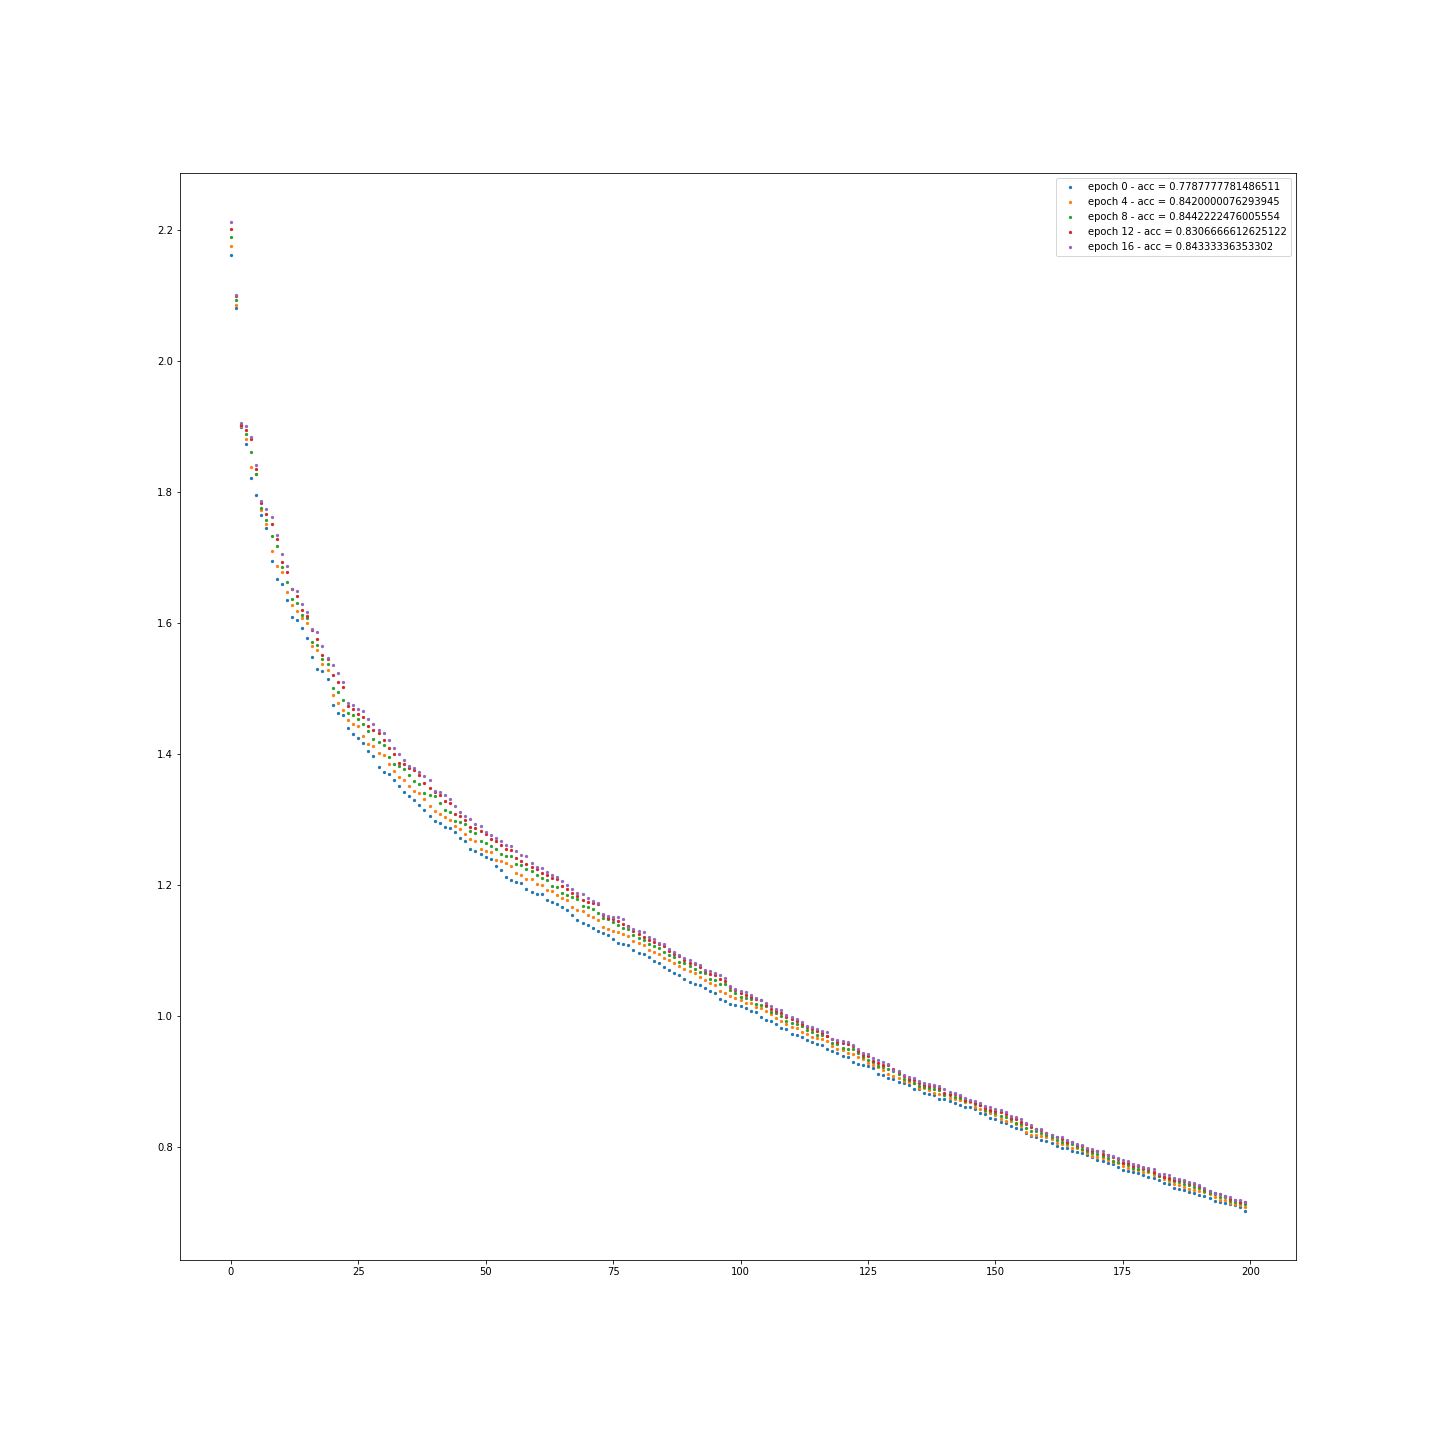 epoch 0 - acc = 0.7787777781486511
epoch 4 - acc = 0.8420000076293945
epoch 8 - acc = 0.8442222476005554
epoch 12 - acc = 0.8306666612625122
epoch 16 - acc = 0.84333336353302
2.2
2.0
1.8
1.6
1.4
1.2
1.0
0.8
0 25 50 75 100 125 150 175 200